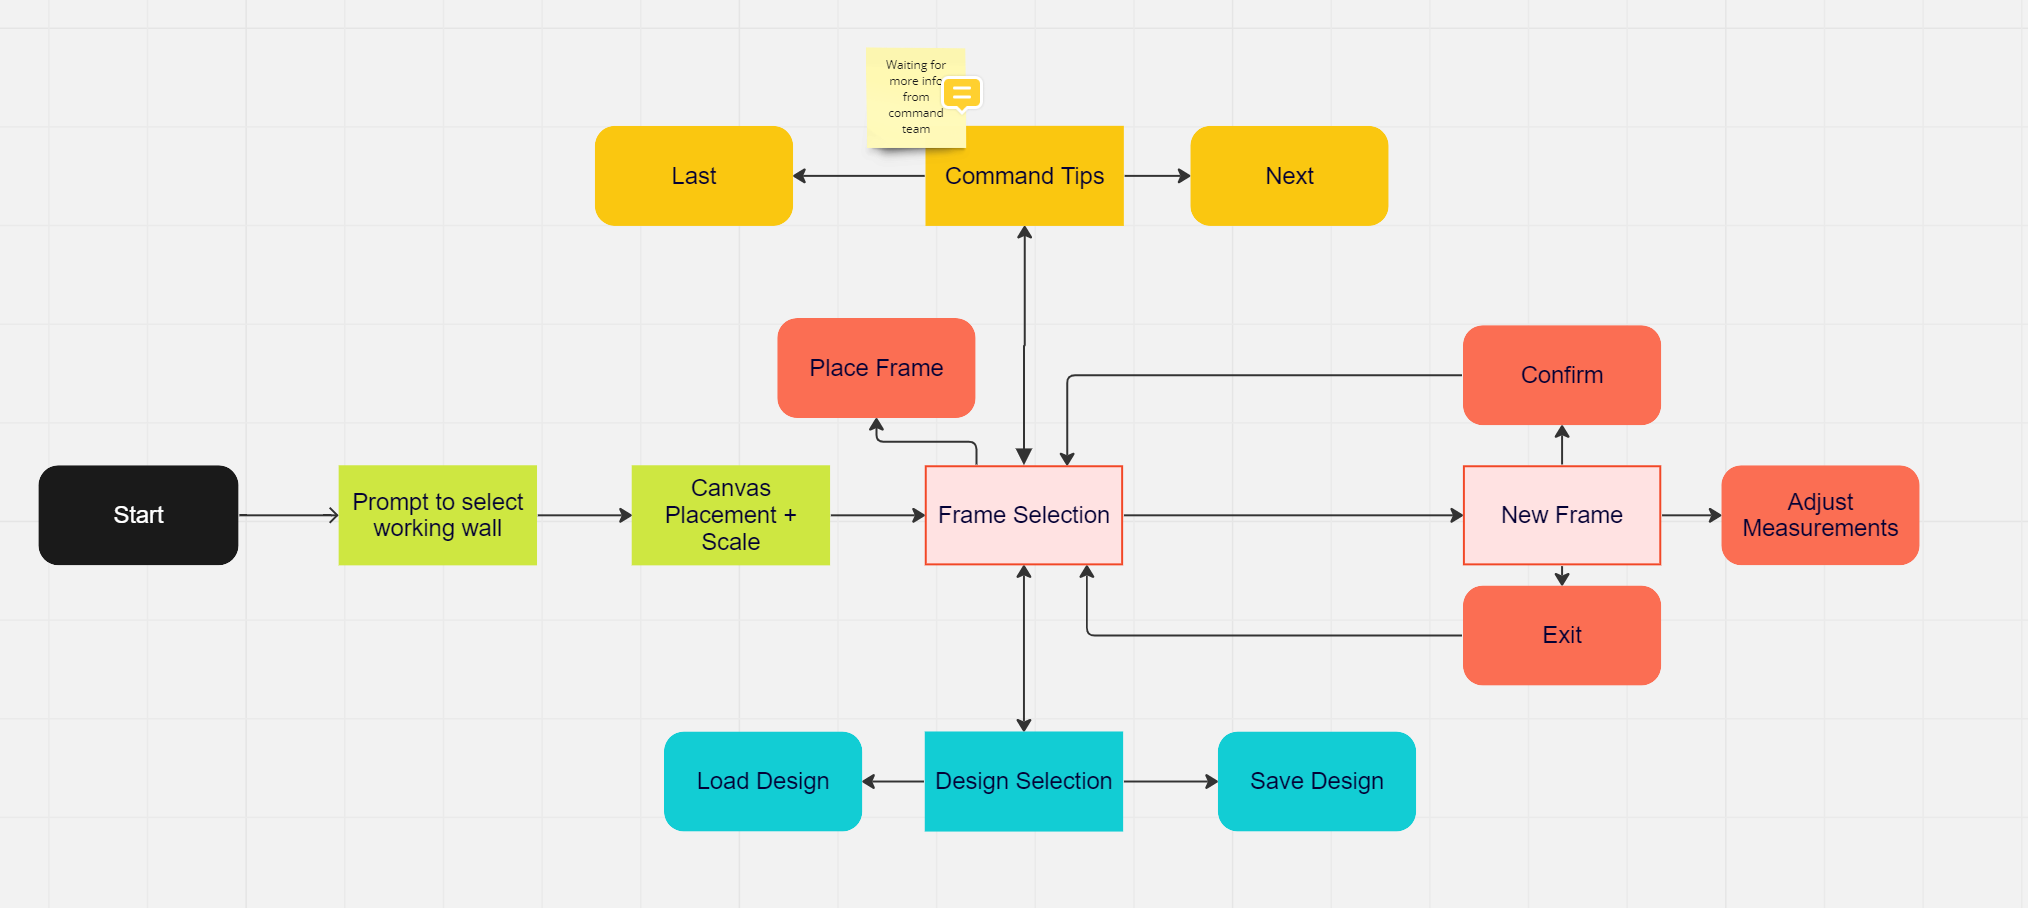 Waiting for
more info
from
command
team
Last
Command Tips
Next
Place Frame
Confirm
Start
Prompt to select
working wall
Canvas
Placement +
Scale
Frame Selection
New Frame
Adjust
Measurements
Exit
Load Design
Design Selection
Save Design